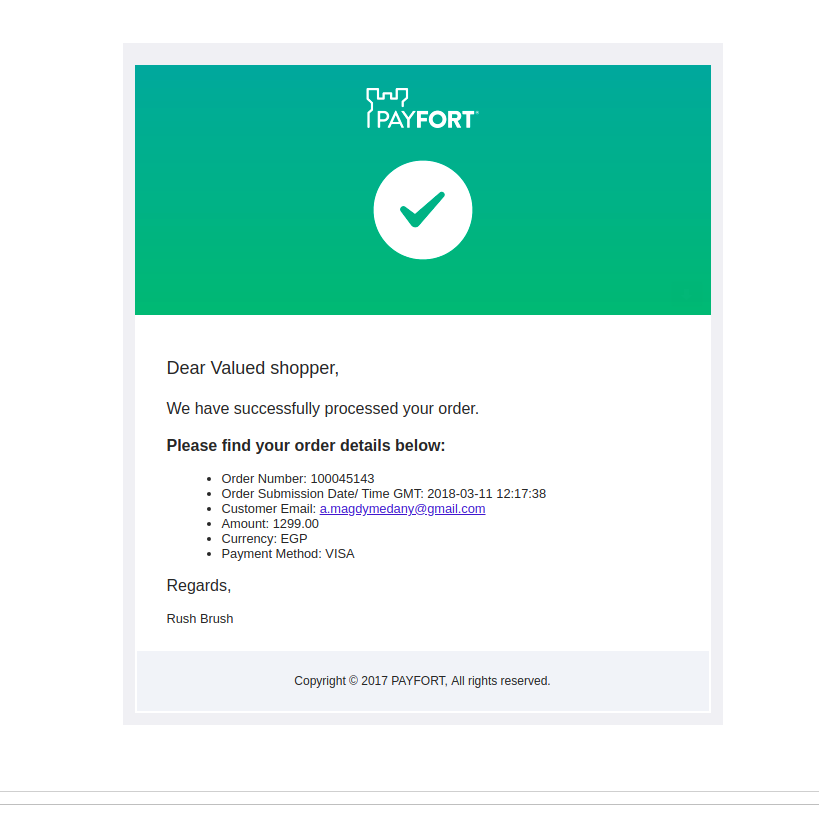 PAYFORT
Dear Valued shopper,
We have successfully processed your order.
Please find your order details below:
Order Number: 100045143
Order Submission Date/ Time GMT: 2018-03-11 12:17:38
Customer Email: a.magdymedany@gmail.com
Amount: 1299.00
Currency: EGP
Payment Method: VISA
Regards,
Rush Brush
Copyright © 2017 PAYFORT, All rights reserved.